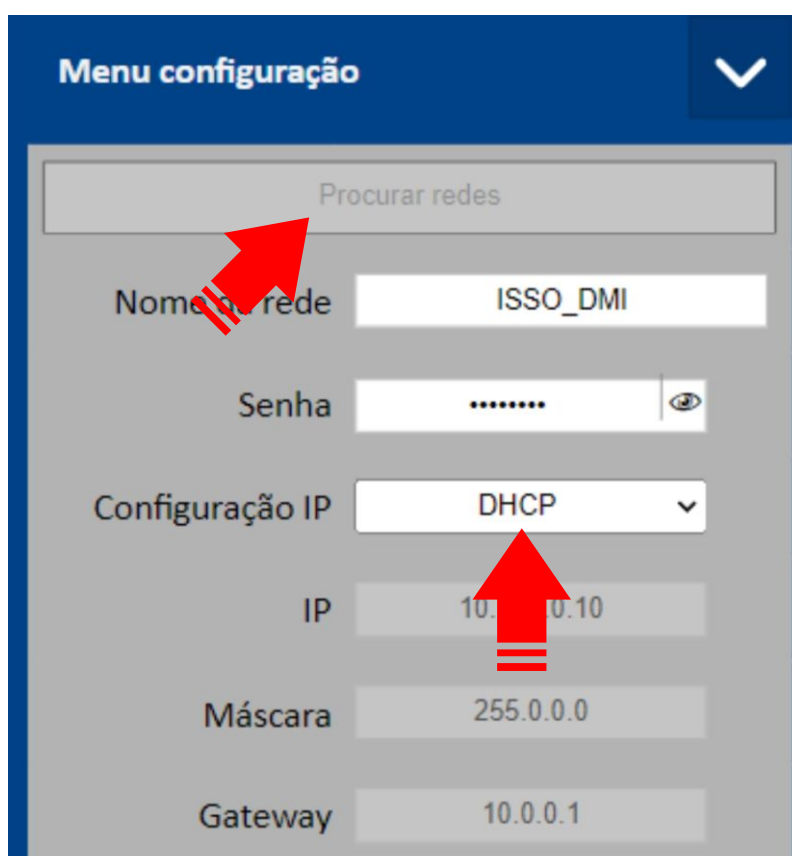 Menu configuração
Procurar redes
Nome da rede ISSO_DMI
Senha ••••••••
Configuração IP DHCP
IP
Máscara 255.0.0.0
Gateway 10.0.0.1